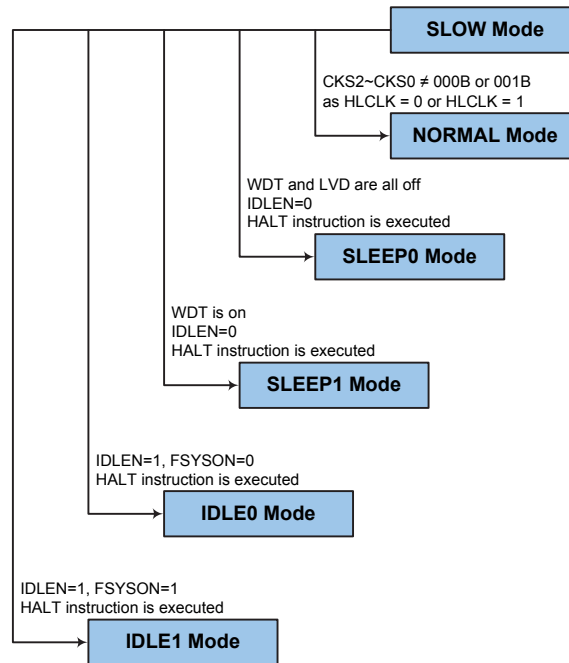 SLOW Mode
CKS2~CKS0 ≠ 000B or 001B
as HLCLK = 0 or HLCLK = 1
NORMAL Mode
WDT and LVD are all off
IDLEN=0
HALT instruction is executed
SLEEP0 Mode
WDT is on
IDLEN=0
HALT instruction is executed
SLEEP1 Mode
IDLEN=1, FSYSON=0
HALT instruction is executed
IDLE0 Mode
IDLEN=1, FSYSON=1
HALT instruction is executed
IDLE1 Mode